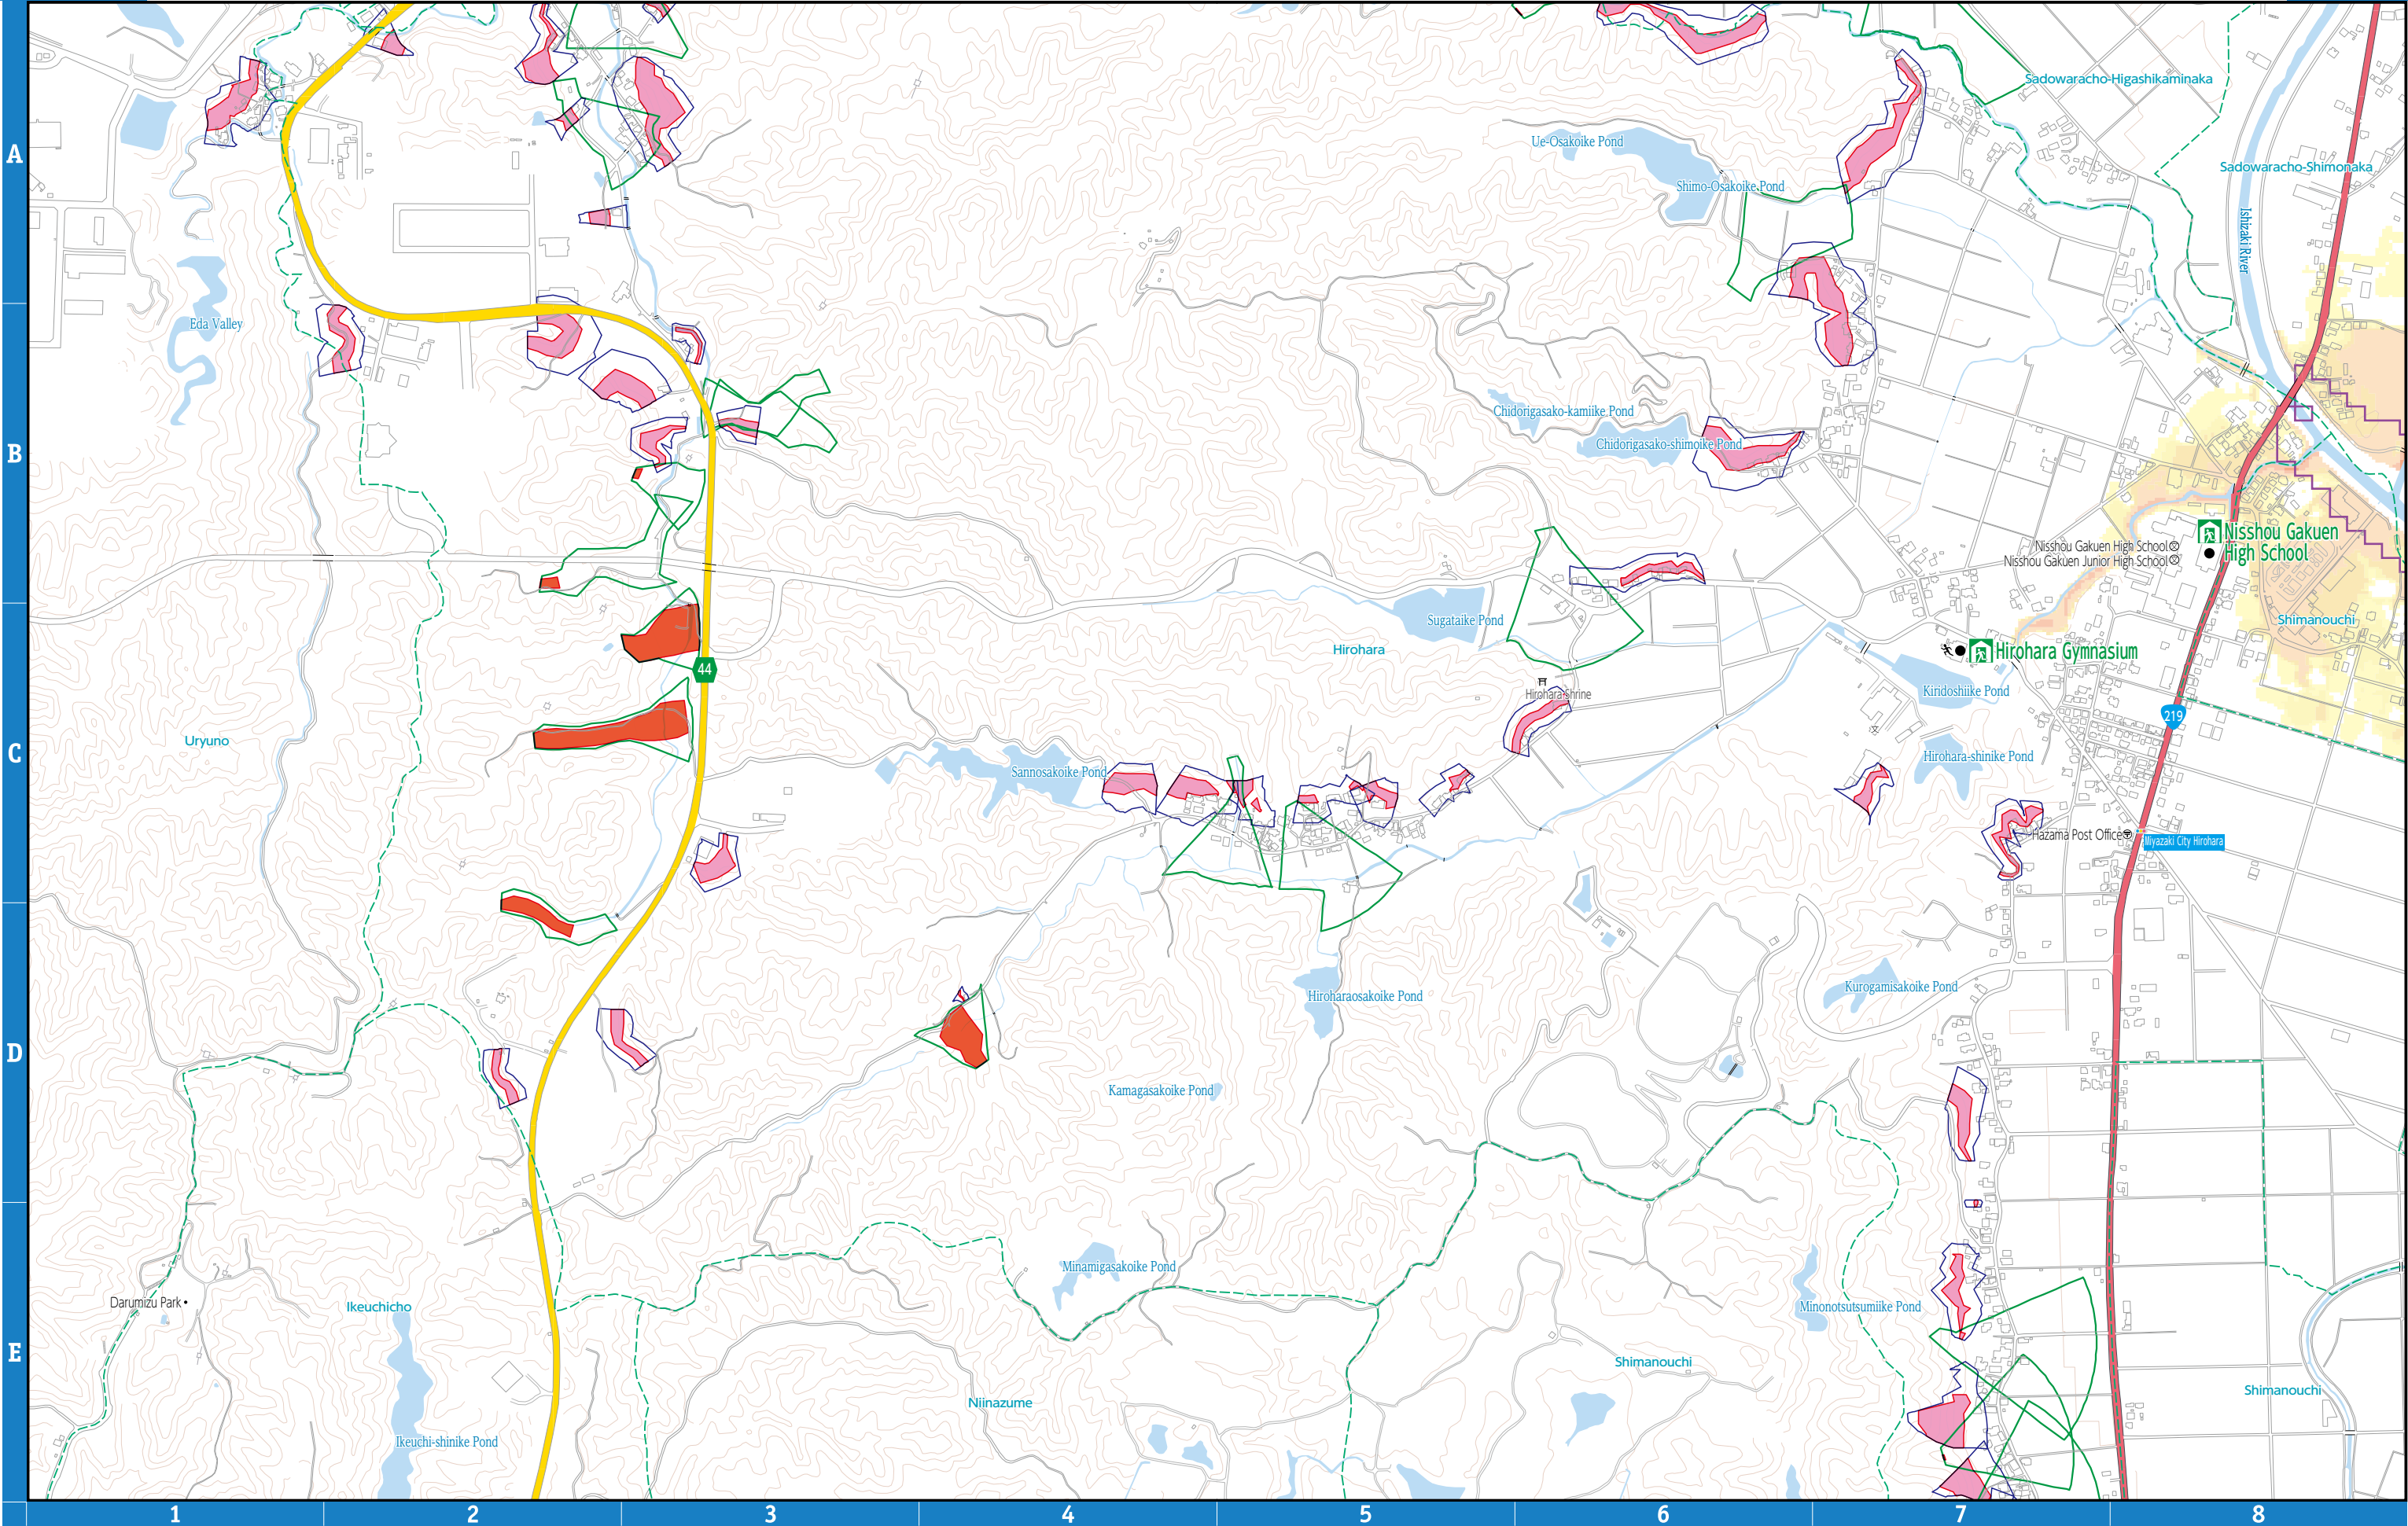 Sadowaracho-Higashikaminaka
A
Ue-Osakoike Pond
Sadowaracho-Shimonaka
Shimo-Osakoike Pond
Ishizaki River
Eda Valley
Chidorigasako-kamiike Pond
B
Chidorigasako-shimoike Pond
Nisshou Gakuen
High School
Nisshou Gakuen High School
Nisshou Gakuen Junior High School
Sugataike Pond
Shimanouchi
Hirohara
Hirohara Gymnasium
44
Hirohara Shrine
Kiridoshiike Pond
219
Uryuno
C
Hirohara-shinike Pond
Sannosakoike Pond
Hazama Post Office
Miyazaki City Hirohara
Kurogamisakoike Pond
Hiroharaosakoike Pond
D
Kamagasakoike Pond
Minamigasakoike Pond
Darumizu Park
Ikeuchicho
Minonotsutsumiike Pond
E
Shimanouchi
Shimanouchi
Niinazume
Ikeuchi-shinike Pond
1 2 3 4 5 6 7 8